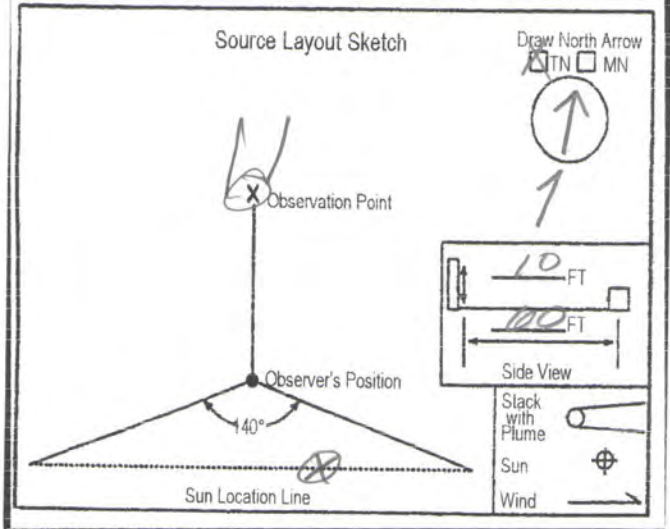 Source Layout Sketch
Draw North Arrow
TN MN
X Observation Point
10 FT
100 FT
Side View
Observer's Position
140°
Sun Location Line
Stack
with
Plume
Sun
Wind